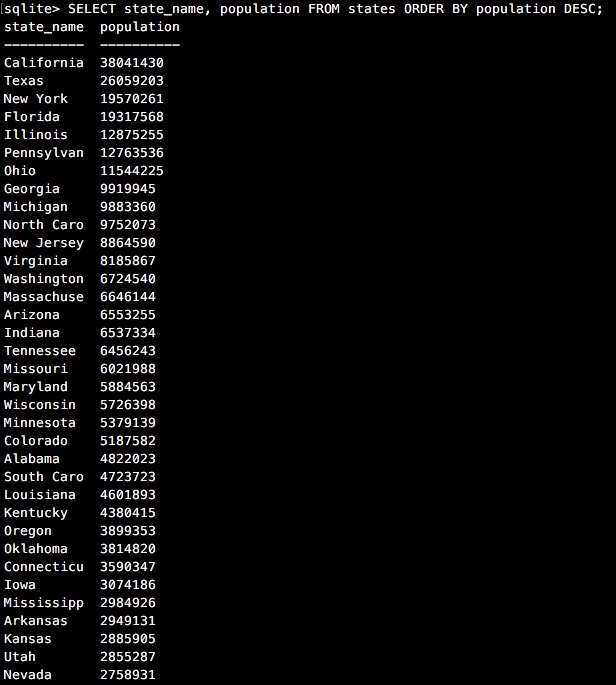 [sqlite> SELECT state_name, population FROM states ORDER BY population DESC;
state_name  population
----------  ----------
California  38041430
Texas       26059203
New York    19570261
Florida     19317568
Illinois    12875255
Pennsylvan  12763536
Ohio        11544225
Georgia     9919945
Michigan    9883360
North Caro  9752073
New Jersey  8864590
Virginia    8185867
Washington  6724540
Massachuse  6646144
Arizona     6553255
Indiana     6537334
Tennessee   6456243
Missouri    6021988
Maryland    5884563
Wisconsin   5726398
Minnesota   5379139
Colorado    5187582
Alabama     4822023
South Caro  4723723
Louisiana   4601893
Kentucky    4380415
Oregon      3899353
Oklahoma    3814820
Connecticu  3590347
Iowa        3074186
Mississipp  2984926
Arkansas    2949131
Kansas      2885905
Utah        2855287
Nevada      2758931